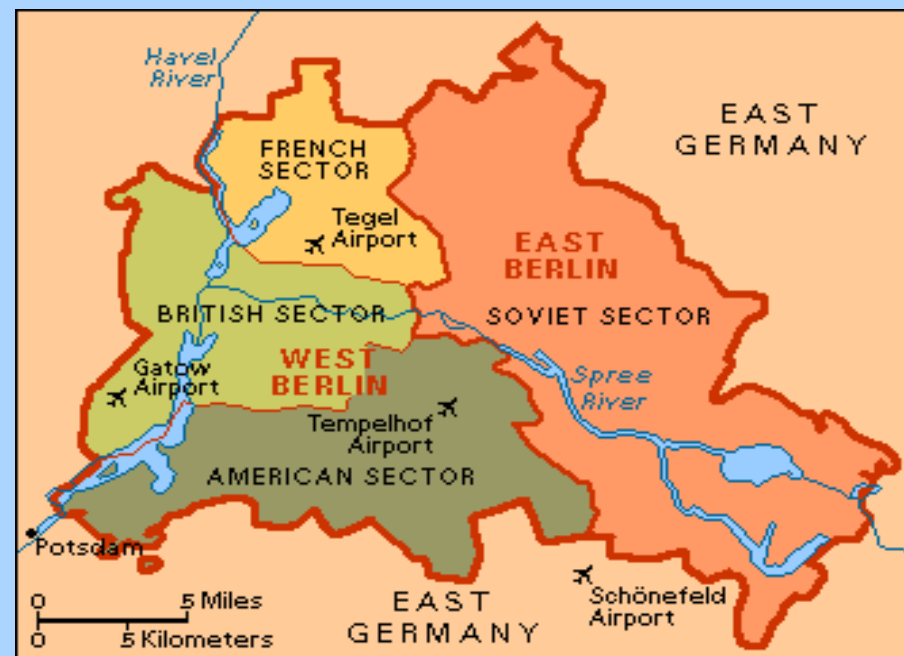 Havel
River
EAST
GERMANY
FRENCH
SECTOR
Tegel
Airport
EAST
BERLIN
BRITISH SECTOR
SOVIET SECTOR
WEST
BERLIN
Gatow
Airport
Spree
River
Tempelhof
Airport
AMERICAN SECTOR
Potsdam
0 5 Miles
0 5 Kilometers
EAST
GERMANY
Schönefeld
Airport